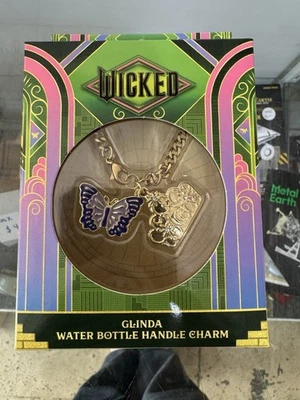 WICKED
Metal
Earth
GLINDA
WATER BOTTLE HANDLE CHARM